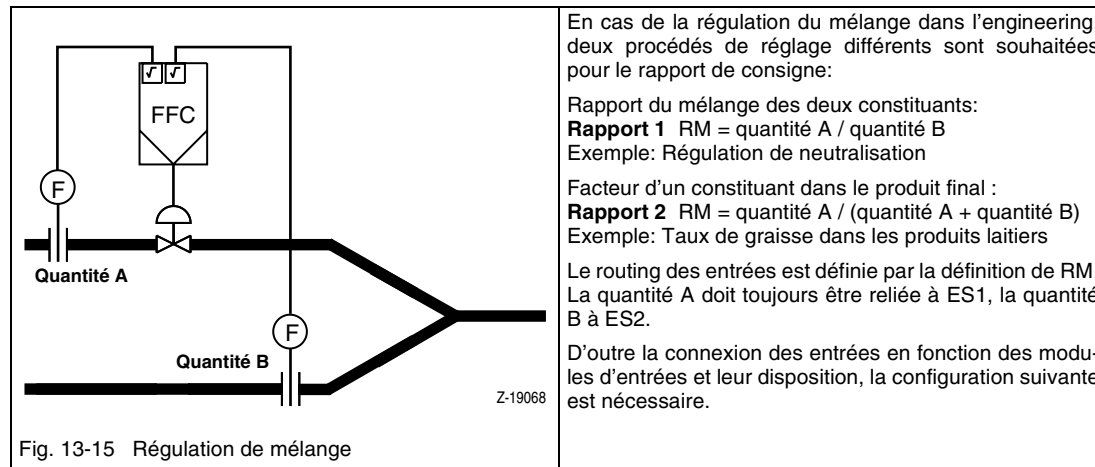 √ √
FFC
F
Quantité A
F
Quantité B
Z-19068
Fig. 13-15 Régulation de mélange
En cas de la régulation du mélange dans l'engineering
deux procédés de réglage différents sont souhaitées
pour le rapport de consigne:
Rapport du mélange des deux constituants:
Rapport 1 RM = quantité A / quantité B
Exemple: Régulation de neutralisation
Facteur d'un constituant dans le produit final :
Rapport 2 RM = quantité A / (quantité A + quantité B)
Exemple: Taux de graisse dans les produits laitiers
Le routing des entrées est définie par la définition de RM.
La quantité A doit toujours être reliée à ES1, la quantité
B à ES2.
D'outre la connexion des entrées en fonction des modu-
les d'entrées et leur disposition, la configuration suivante
est nécessaire.